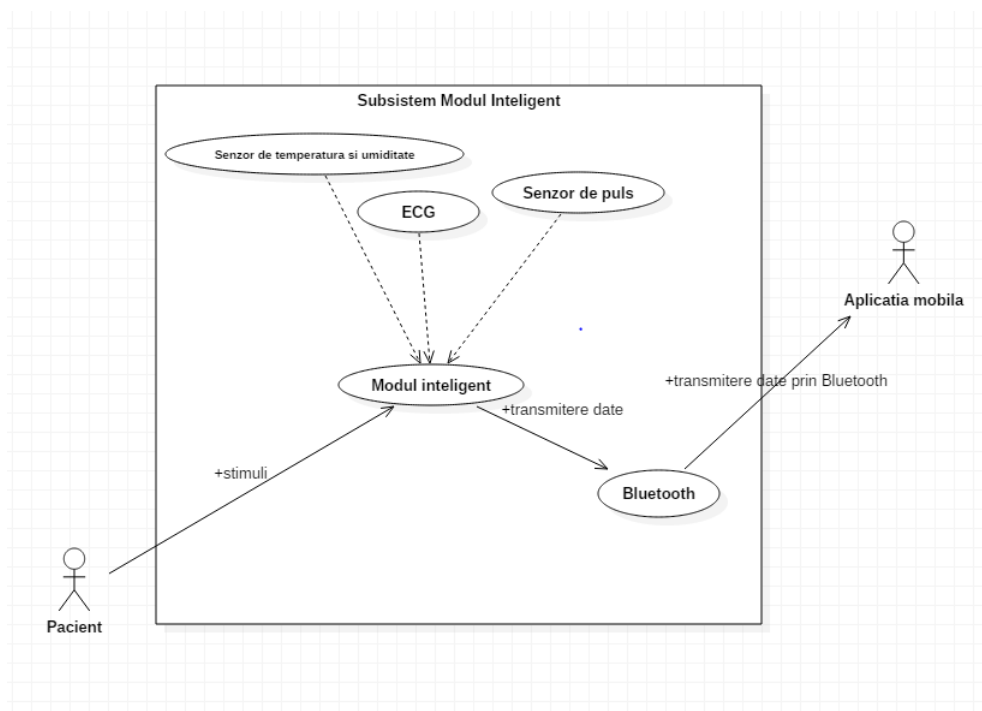 Subsistem Modul Inteligent
Senzor de temperatura si umiditate
ECG
Senzor de puls
Aplicatia mobila
Modul inteligent
+transmitere date prin Bluetooth
+transmitere date
+stimuli
Bluetooth
Pacient